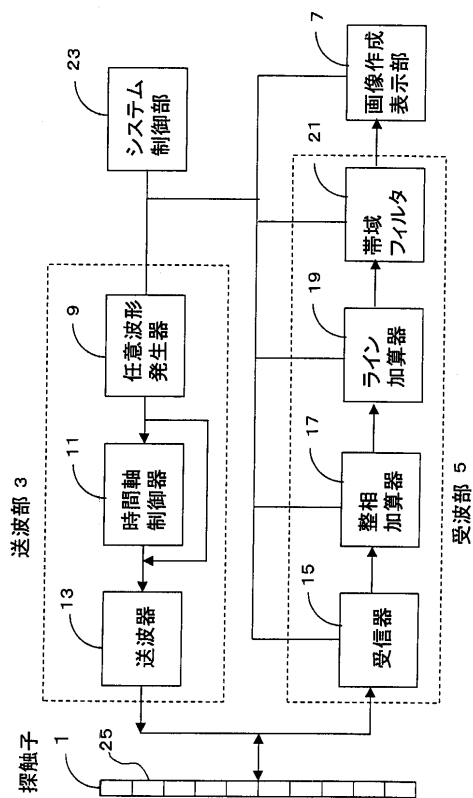 探触子
1
25
送波部 3
13
送波器
11
時間軸
制御器
9
任意波形
発生器
23
システム
制御部
15
受信器
17
整相
加算器
19
ライン
加算器
21
帯域
フィルタ
7
画像作成
表示部
受波部 5